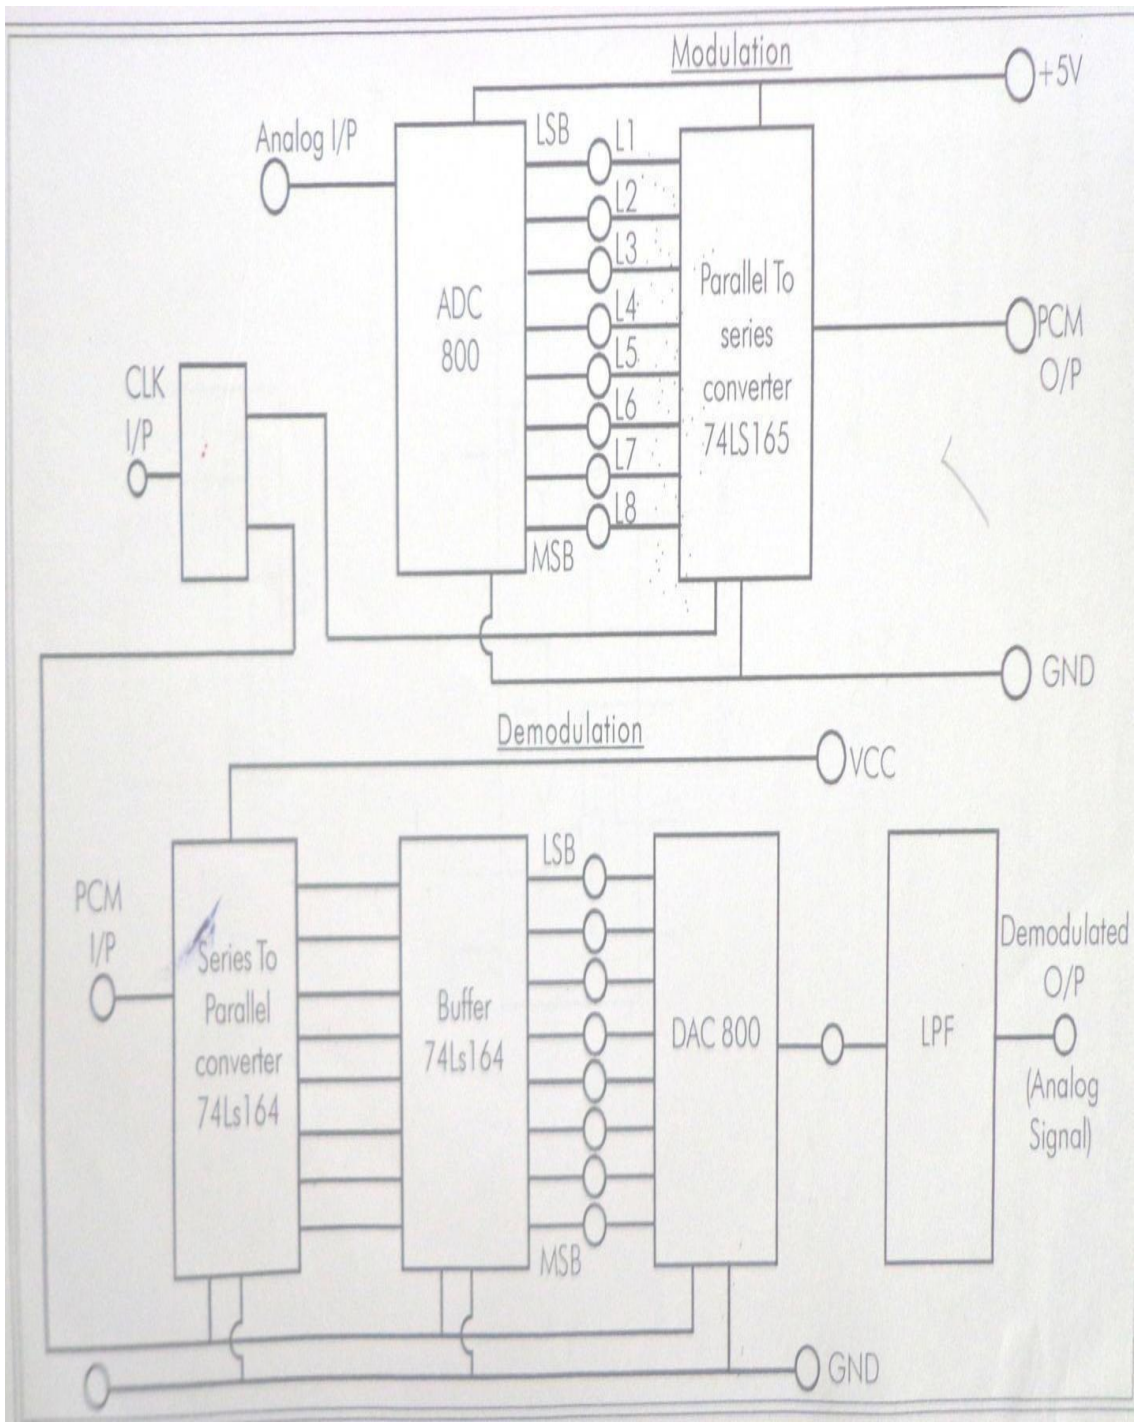 Modulation
+5V
Analog I/P
LSB
L1
L2
L3
L4
L5
L6
L7
L8
MSB
ADC
800
Parallel To
series
converter
74LS165
PCM
O/P
CLK
I/P
GND
Demodulation
VCC
PCM
I/P
Series To
Parallel
converter
74Ls164
Buffer
74Ls164
LSB
MSB
DAC 800
LPF
Demodulated
O/P
(Analog
Signal)
GND